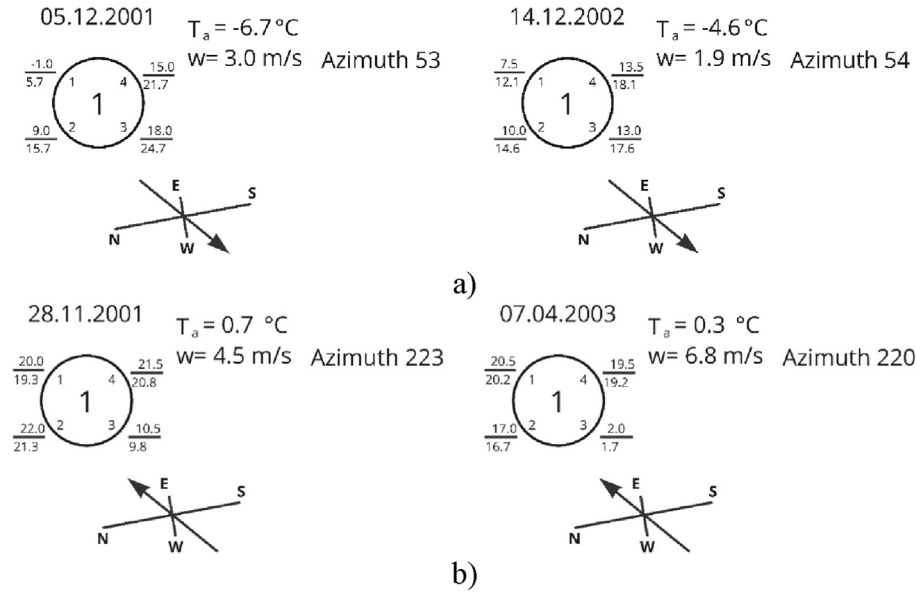 05.12.2001
T a = -6.7 °C
w= 3.0 m/s Azimuth 53
-1.0
5.7
1
4
15.0
21.7
1
9.0
15.7
2
3
18.0
24.7
E
S
N
W
14.12.2002
T a = -4.6 °C
w= 1.9 m/s Azimuth 54
7.5
12.1
1
4
13.5
18.1
1
10.0
14.6
2
3
13.0
17.6
E
S
N
W
a)
28.11.2001
T a = 0.7 °C
w= 4.5 m/s Azimuth 223
20.0
19.3
1
4
21.5
20.8
1
22.0
21.3
2
3
10.5
9.8
E
S
N
W
07.04.2003
T a = 0.3 °C
w= 6.8 m/s Azimuth 220
20.5
20.2
1
4
19.5
19.2
1
17.0
16.7
2
3
2.0
1.7
E
S
N
W
b)